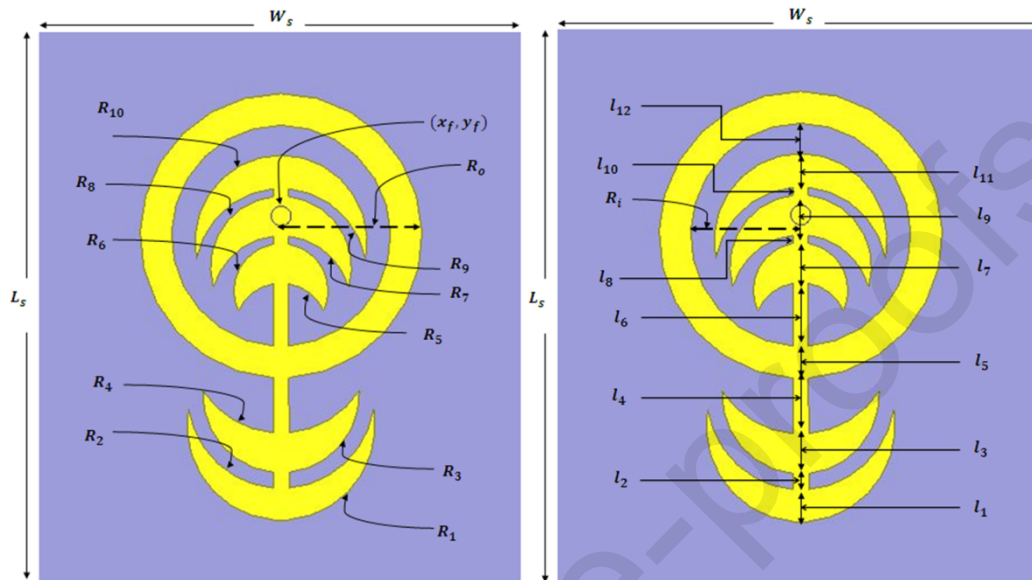 W_s
L_s
R_10
(x_f, y_f)
R_8
R_o
R_6
R_9
R_7
R_5
R_4
R_2
R_3
R_1
W_s
L_s
l_12
l_10
l_11
R_i
l_9
l_8
l_7
l_6
l_5
l_4
l_3
l_2
l_1
e-proofs